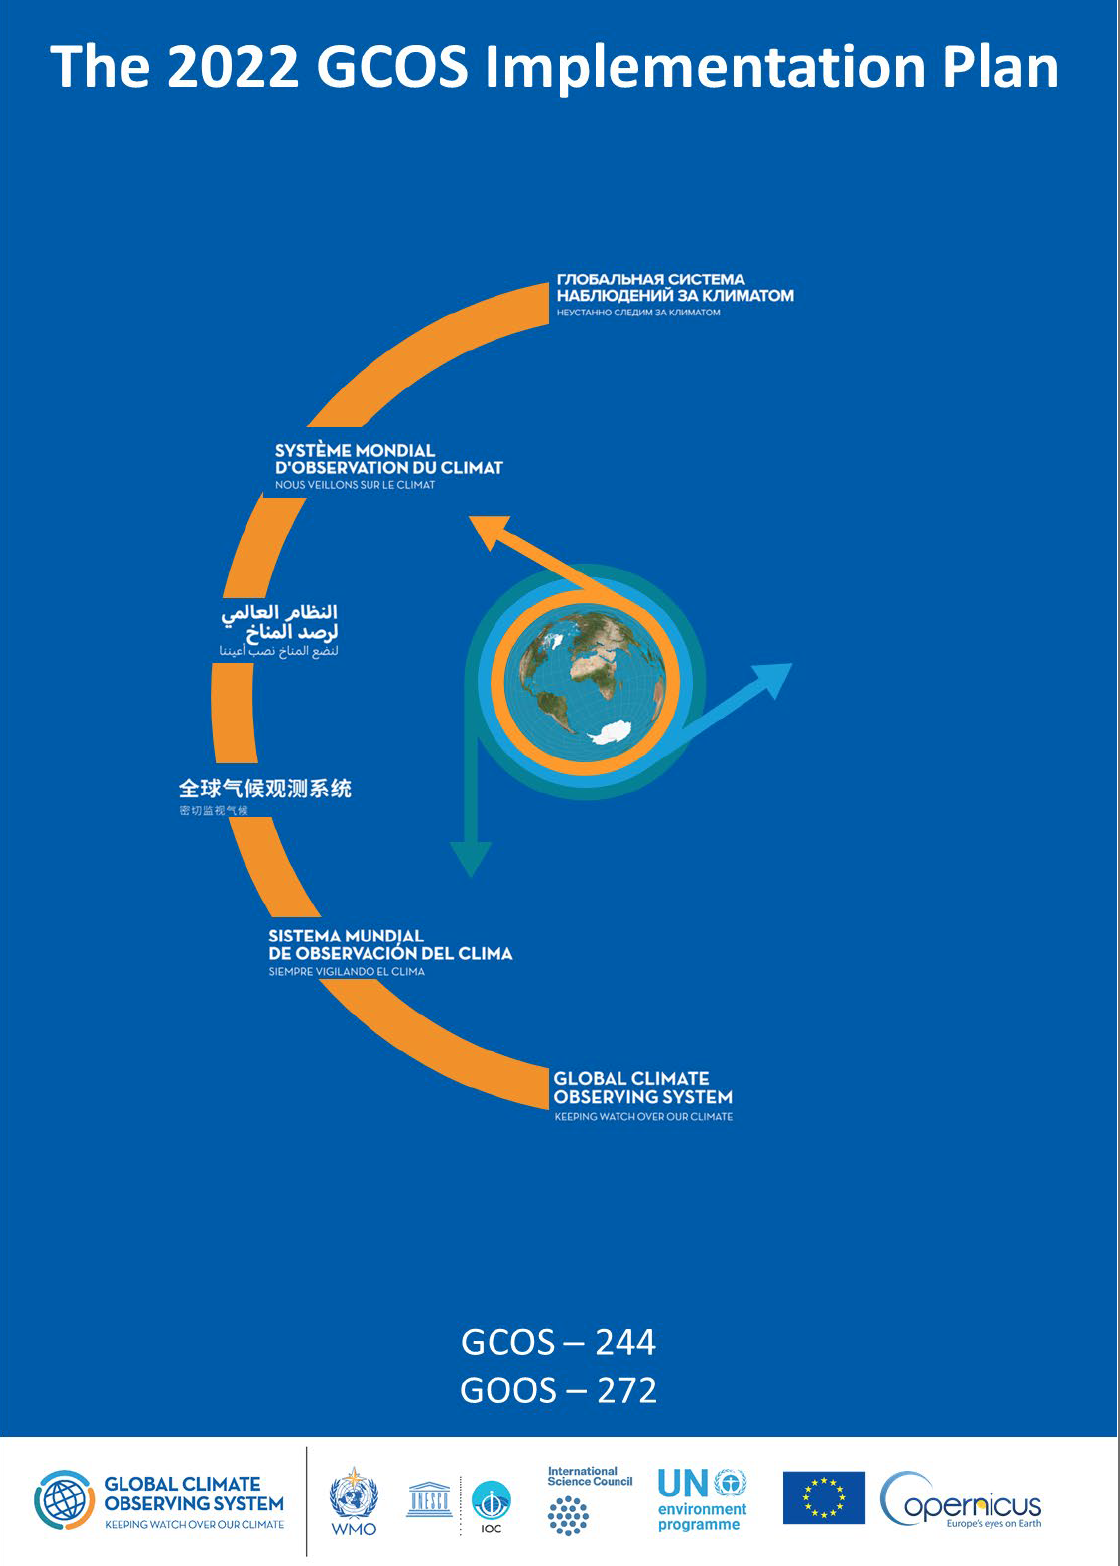 The 2022 GCOS Implementation Plan
ГЛОБАЛЬНАЯ СИСТЕМА
НАБЛЮДЕНИЙ ЗА КЛИМАТОМ
НЕУСТАННО СЛЕДИМ ЗА КЛИМАТОМ
SYSTÈME MONDIAL
D'OBSERVATION DU CLIMAT
NOUS VEILLONS SUR LE CLIMAT
النظام العالمي
لرصد المناخ
لنضع المناخ نصب أعيننا
全球气候观测系统
密切监视气候
SISTEMA MUNDIAL
DE OBSERVACIÓN DEL CLIMA
SIEMPRE VIGILANDO EL CLIMA
GLOBAL CLIMATE
OBSERVING SYSTEM
KEEPING WATCH OVER OUR CLIMATE
GCOS – 244
GOOS – 272
GLOBAL CLIMATE
OBSERVING SYSTEM
KEEPING WATCH OVER OUR CLIMATE
WMO
UNESCO
IOC
International
Science Council
UN
environment
programme
Copernicus
Europe's eyes on Earth